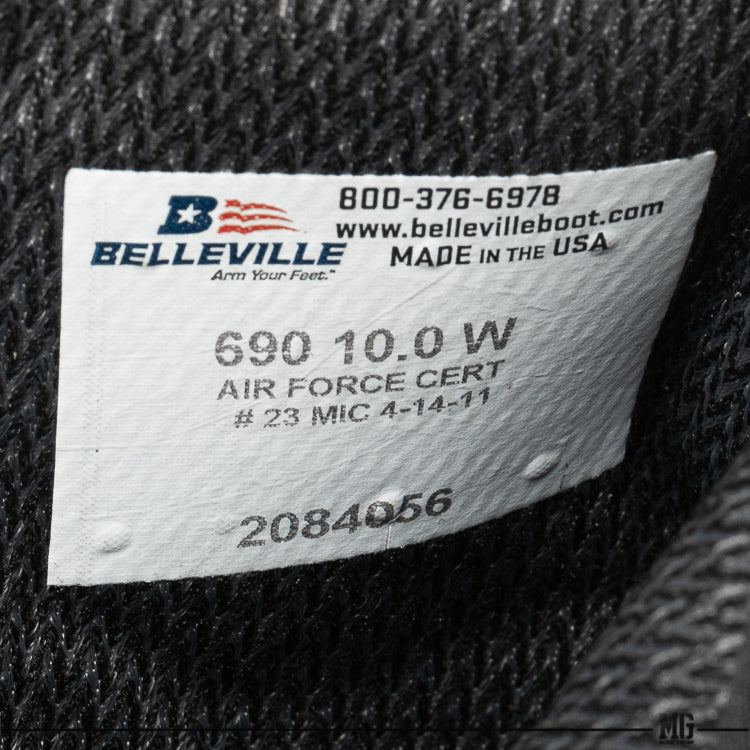 B
BELLEVILLE
Arm Your Feet.™
800-376-6978
www.bellevilleboot.com
MADE IN THE USA
690 10.0 W
AIR FORCE CERT
# 23 MIC 4-14-11
2084056
MG